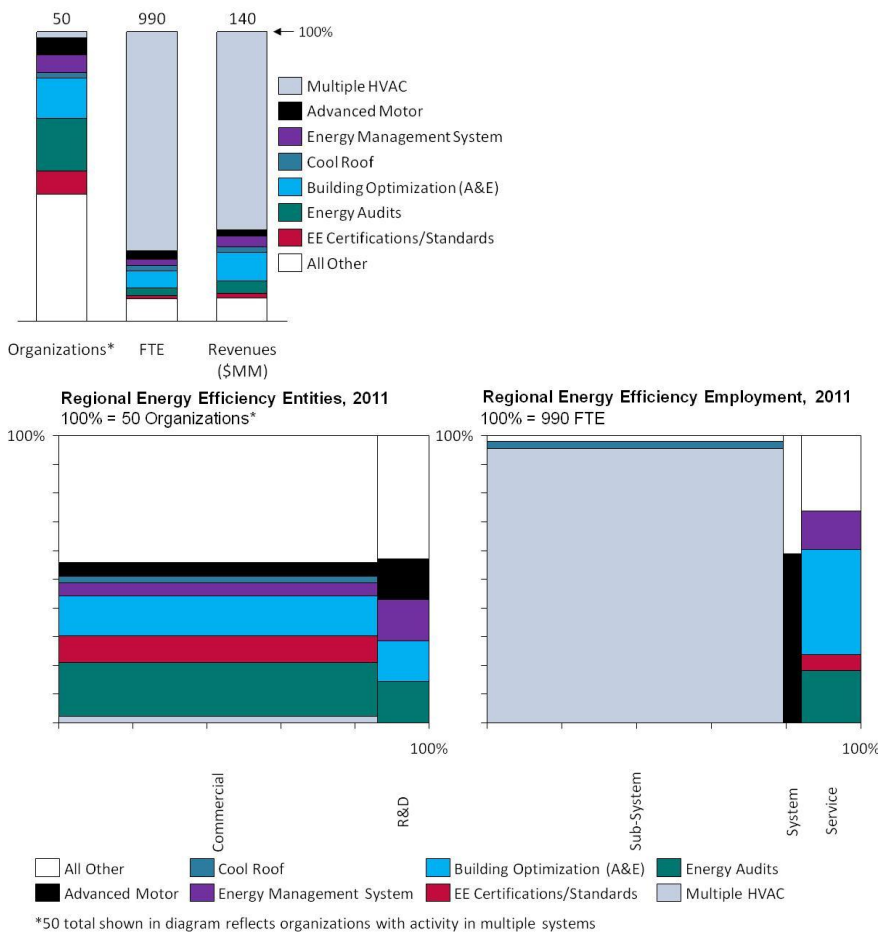 50 990 140
100%
Multiple HVAC
Advanced Motor
Energy Management System
Cool Roof
Building Optimization (A&E)
Energy Audits
EE Certifications/Standards
All Other
Organizations* FTE Revenues
($MM)
Regional Energy Efficiency Entities, 2011
100% = 50 Organizations*
100%
100%
Commercial
R&D
Regional Energy Efficiency Employment, 2011
100% = 990 FTE
100%
100%
Sub-System
System
Service
All Other Cool Roof Building Optimization (A&E) Energy Audits
Advanced Motor Energy Management System EE Certifications/Standards Multiple HVAC
*50 total shown in diagram reflects organizations with activity in multiple systems